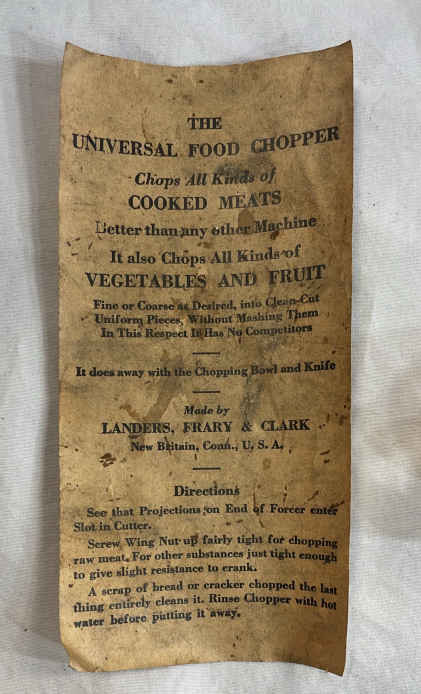 THE
UNIVERSAL FOOD CHOPPER
Chops All Kinds of
COOKED MEATS
Better than any other Machine
It also Chops All Kinds of
VEGETABLES AND FRUIT
Fine or Coarse as Desired, into Clean-Cut
Uniform Pieces, Without Mashing Them
In This Respect It Has No Competitors
It does away with the Chopping Bowl and Knife
Made by
LANDERS, FRARY & CLARK
New Britain, Conn., U. S. A.
Directions
See that Projections on End of Forcer enter
Slot in Cutter.
Screw Wing Nut up fairly tight for chopping
raw meat. For other substances just tight enough
to give slight resistance to crank.
A scrap of bread or cracker chopped the last
thing entirely cleans it. Rinse Chopper with hot
water before putting it away.